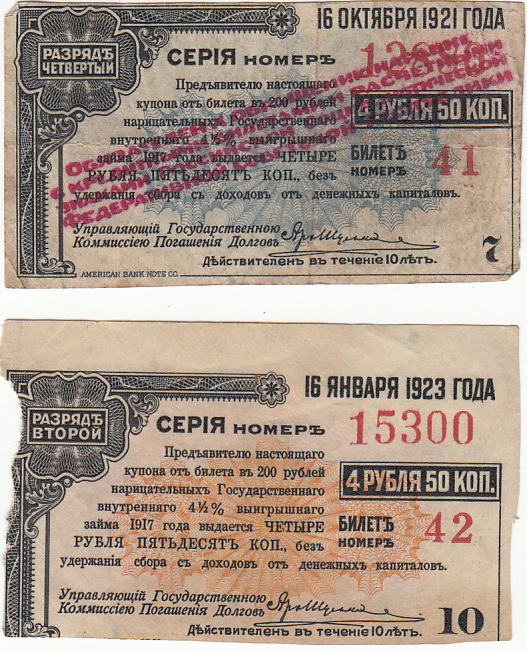 16 ОКТЯБРЯ 1921 ГОДА
РАЗРЯДЪ
ЧЕТВЕРТЫЙ
СЕРІЯ НОМЕРЪ
Предъявителю настоящего
купона отъ билета въ 200 рублей
нарицательныхъ Государственнаго
внутренняго 4½% выигрышнаго
займа 1917 года выдается ЧЕТЫРЕ
РУБЛЯ ПЯТЬДЕСЯТЪ КОП., безъ
удержанія сбора съ доходовъ отъ денежныхъ капиталовъ.
4 РУБЛЯ 50 КОП.
БИЛЕТЪ
НОМЕРЪ 41
Управляющій Государственною
Коммиссіею Погашенія Долговъ
7
Дѣйствителенъ въ теченіе 10 лѣтъ.
AMERICAN BANK NOTE CO.
16 ЯНВАРЯ 1923 ГОДА
РАЗРЯДЪ
ВТОРОЙ
СЕРІЯ НОМЕРЪ
15300
Предъявителю настоящего
купона отъ билета въ 200 рублей
нарицательныхъ Государственнаго
внутренняго 4½% выигрышнаго
займа 1917 года выдается ЧЕТЫРЕ
РУБЛЯ ПЯТЬДЕСЯТЪ КОП., безъ
удержанія сбора съ доходовъ отъ денежныхъ капиталовъ.
4 РУБЛЯ 50 КОП.
БИЛЕТЪ
НОМЕРЪ 42
Управляющій Государственною
Коммиссіею Погашенія Долговъ
10
Дѣйствителенъ въ теченіе 10 лѣтъ.